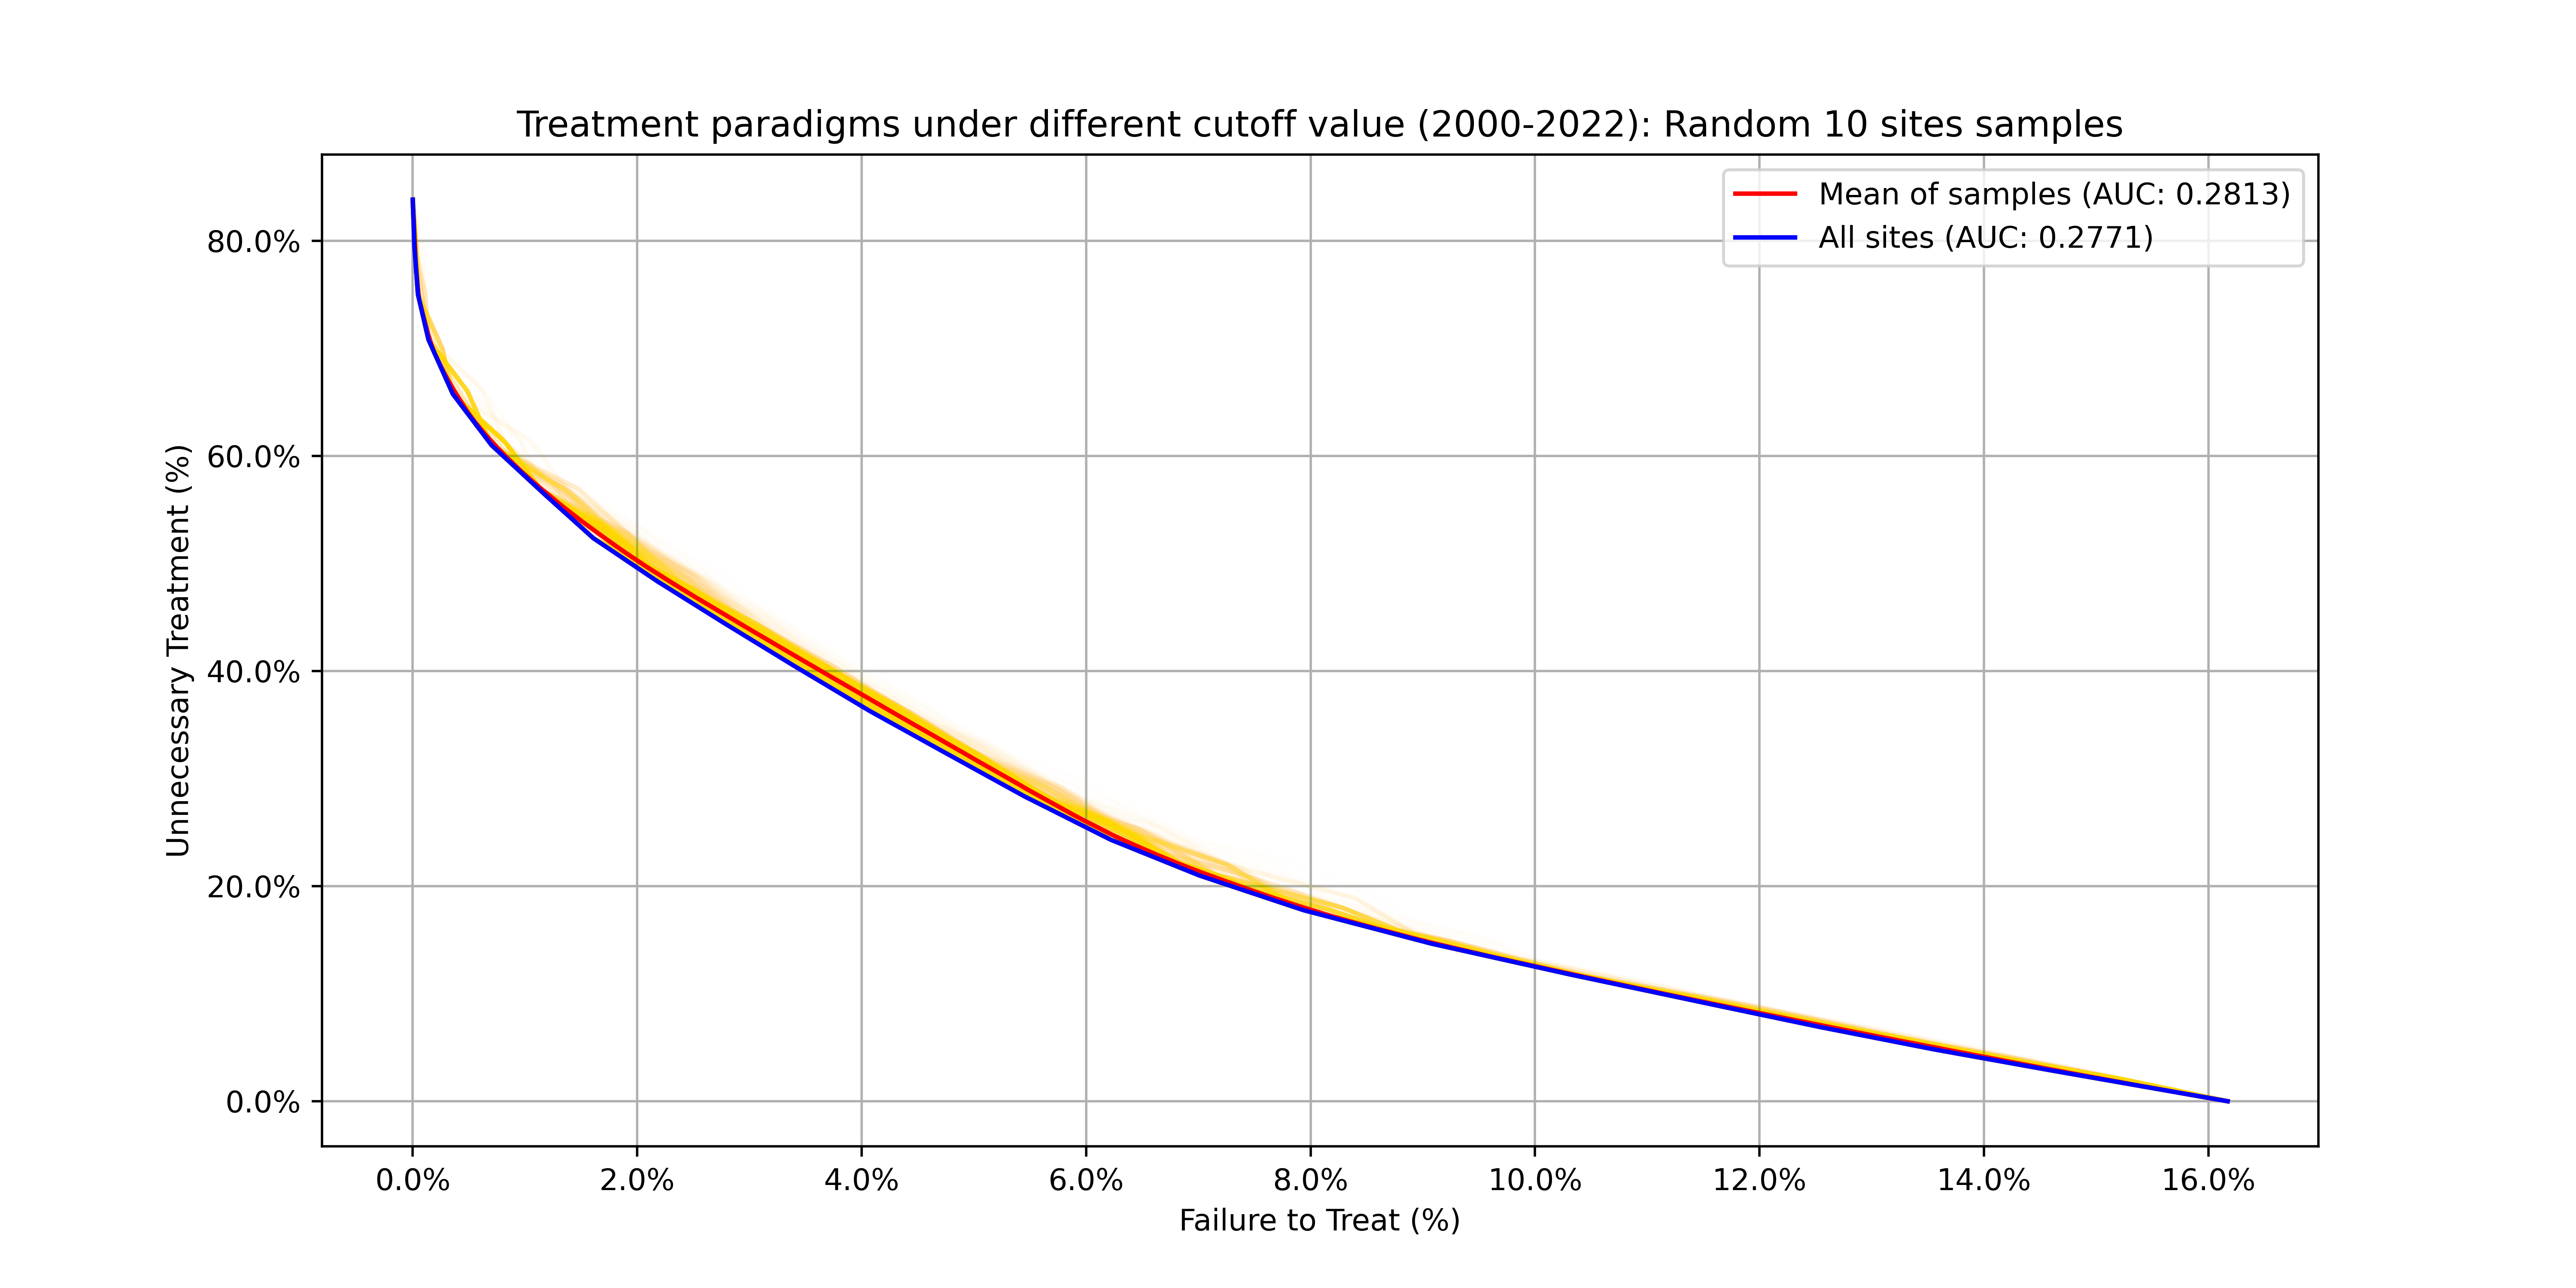 Treatment paradigms under different cutoff value (2000-2022): Random 10 sites samples
Mean of samples (AUC: 0.2813)
All sites (AUC: 0.2771)
Unnecessary Treatment (%)
80.0%
60.0%
40.0%
20.0%
0.0%
0.0% 2.0% 4.0% 6.0% 8.0% 10.0% 12.0% 14.0% 16.0%
Failure to Treat (%)